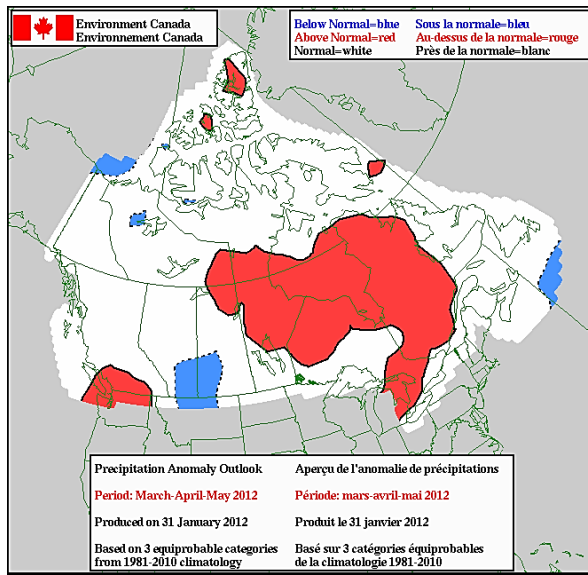 Environment Canada
Environnement Canada
Below Normal=blue
Above Normal=red
Normal=white
Sous la normale=bleu
Au-dessus de la normale=rouge
Près de la normale=blanc
Precipitation Anomaly Outlook
Period: March-April-May 2012
Produced on 31 January 2012
Based on 3 equiprobable categories
from 1981-2010 climatology
Aperçu de l'anomalie de précipitations
Période: mars-avril-mai 2012
Produit le 31 janvier 2012
Basé sur 3 catégories équiprobables
de la climatologie 1981-2010